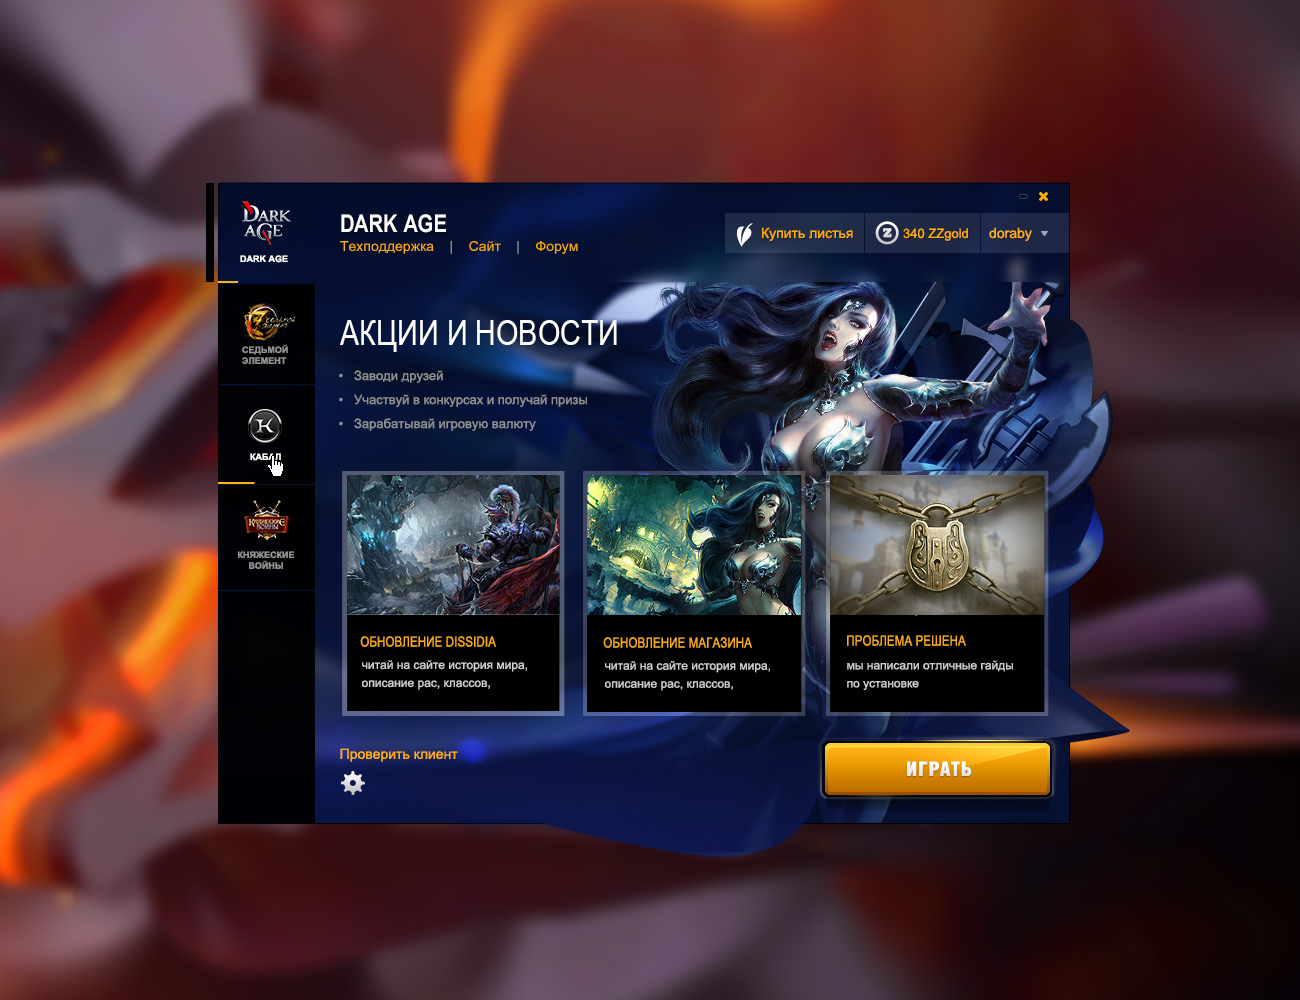 DARK AGE
DARK AGE
DARK AGE
Техподдержка | Сайт | Форум
Купить листья
340 ZZgold
doraby
СЕДЬМОЙ
ЭЛЕМЕНТ
КАБАЛ
КНЯЖЕСКИЕ
ВОЙНЫ
КНЯЖЕСКИЕ
ВОЙНЫ
АКЦИИ И НОВОСТИ
• Заводи друзей
• Участвуй в конкурсах и получай призы
• Зарабатывай игровую валюту
ОБНОВЛЕНИЕ DISSIDIA
читай на сайте история мира,
описание рас, классов,
ОБНОВЛЕНИЕ МАГАЗИНА
читай на сайте история мира,
описание рас, классов,
ПРОБЛЕМА РЕШЕНА
мы написали отличные гайды
по установке
Проверить клиент
ИГРАТЬ